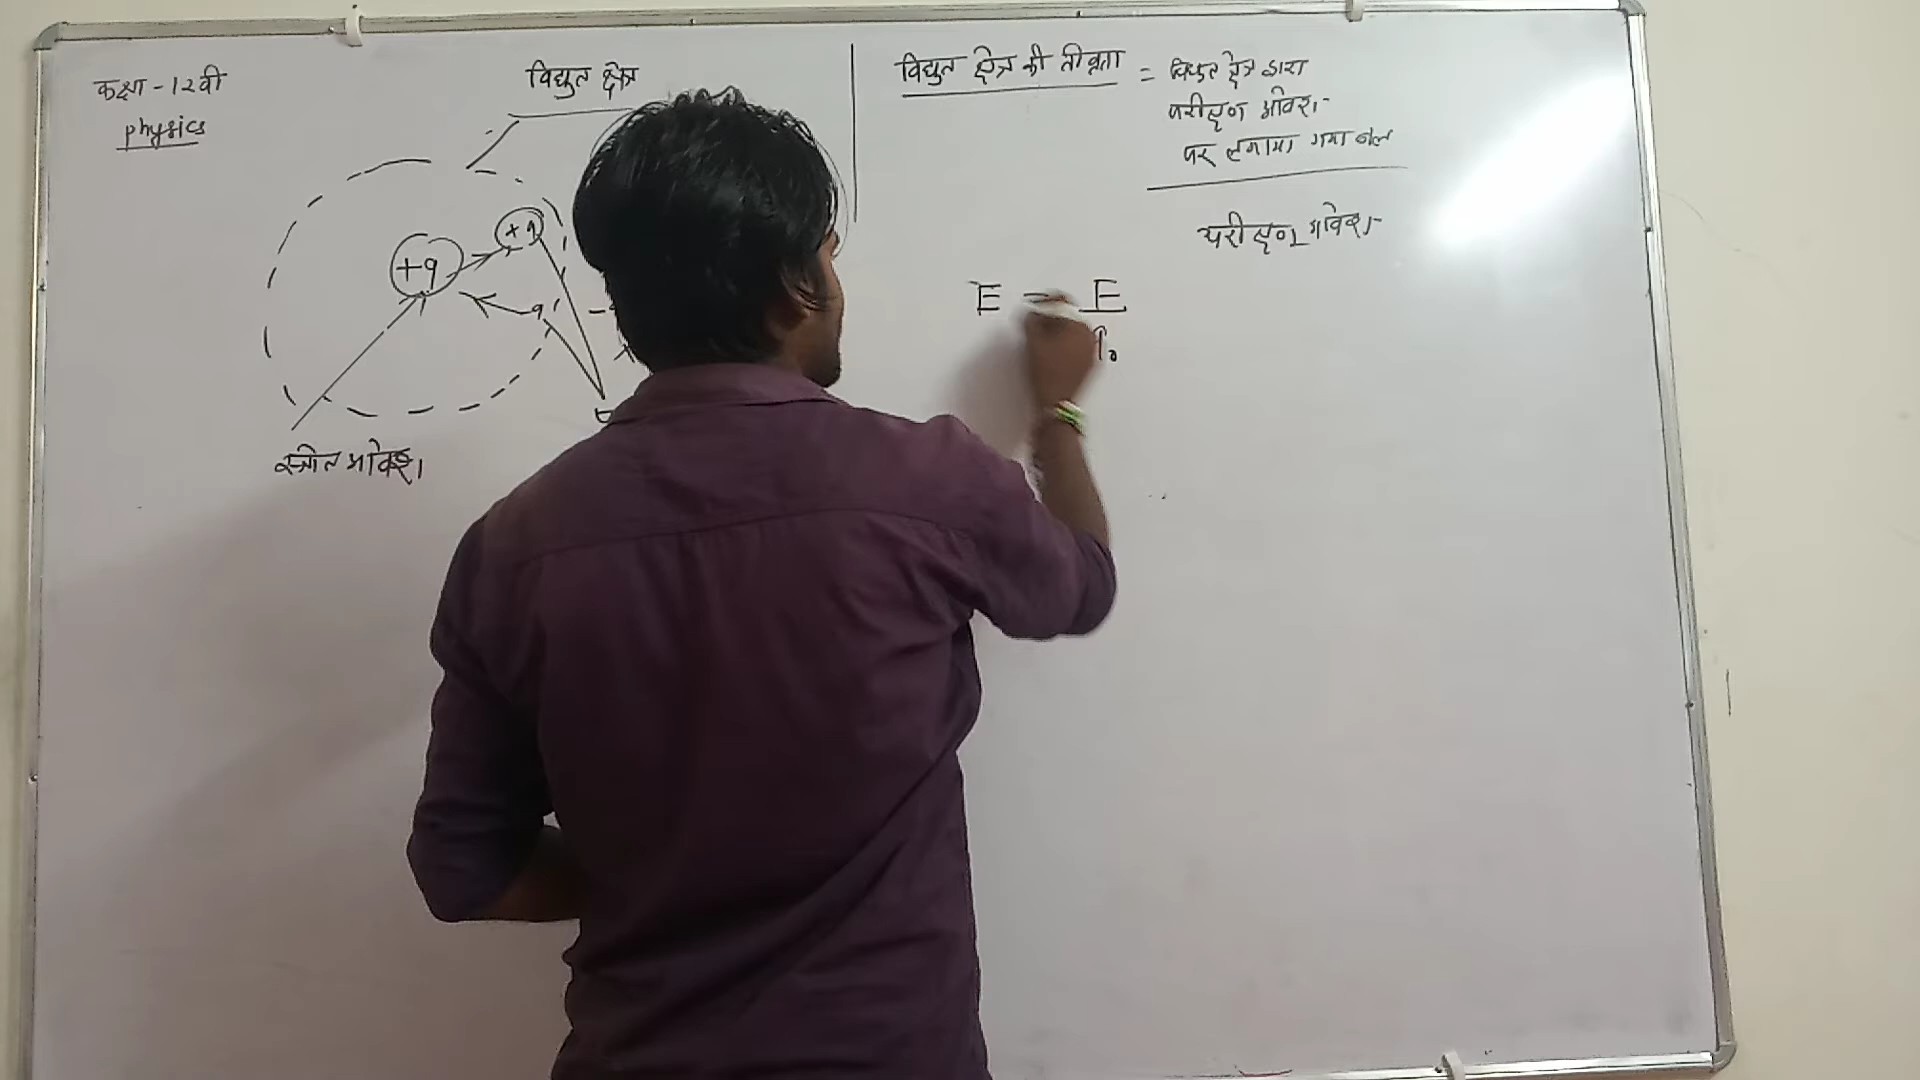 कक्षा - 12वी
physics
विद्युत क्षेत्र
+q
+q
स्त्रोत आवेश
विद्युत क्षेत्र की तीव्रता = विद्युत क्षेत्र द्वारा
परीक्षण आवेश
पर लगाया गया बल
परीक्षण आवेश
E = E